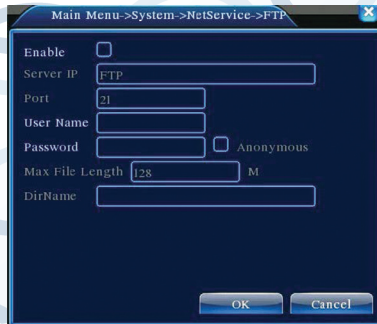 Main Menu->System->NetService->FTP
Enable
Server IP FTP
Port 21
User Name
Password Anonymous
Max File Length 128 M
DirName
OK Cancel